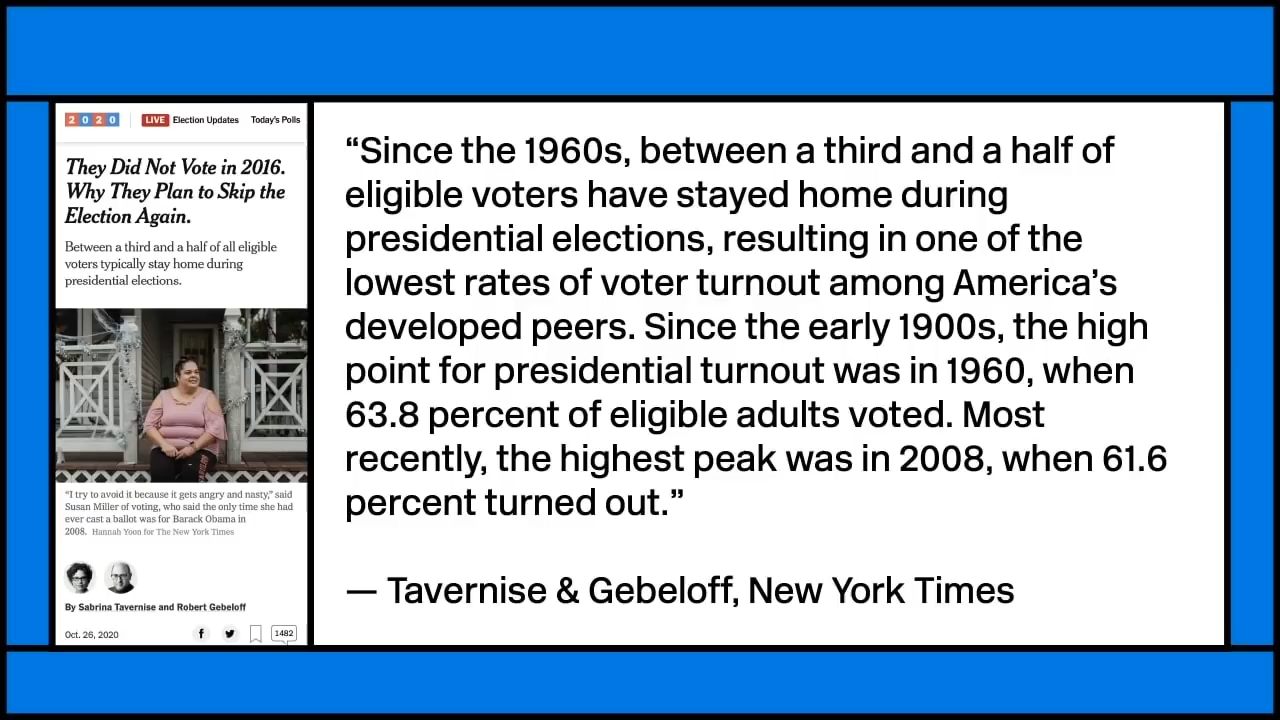 2020 LIVE Election Updates Today's Polls
They Did Not Vote in 2016.
Why They Plan to Skip the
Election Again.
Between a third and a half of all eligible
voters typically stay home during
presidential elections.
“I try to avoid it because it gets angry and nasty,” said
Susan Miller of voting, who said the only time she had
ever cast a ballot was for Barack Obama in
2008. Hannah Yoon for The New York Times
By Sabrina Tavernise and Robert Gebeloff
Oct. 26, 2020
1482
“Since the 1960s, between a third and a half of
eligible voters have stayed home during
presidential elections, resulting in one of the
lowest rates of voter turnout among America’s
developed peers. Since the early 1900s, the high
point for presidential turnout was in 1960, when
63.8 percent of eligible adults voted. Most
recently, the highest peak was in 2008, when 61.6
percent turned out.”
— Tavernise & Gebeloff, New York Times